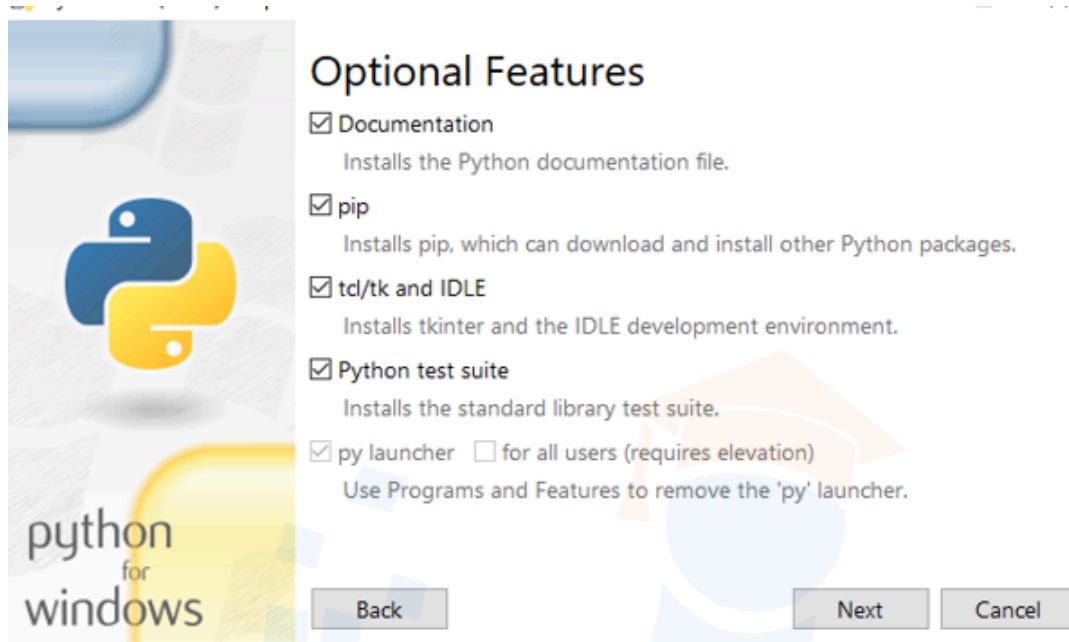 Optional Features
Documentation
Installs the Python documentation file.
pip
Installs pip, which can download and install other Python packages.
tcl/tk and IDLE
Installs tkinter and the IDLE development environment.
Python test suite
Installs the standard library test suite.
py launcher for all users (requires elevation)
Use Programs and Features to remove the 'py' launcher.
python
for
windows
Back Next Cancel